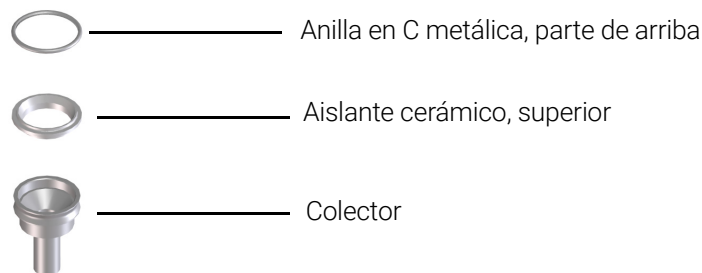 Anilla en C metálica, parte de arriba
Aislante cerámico, superior
Colector